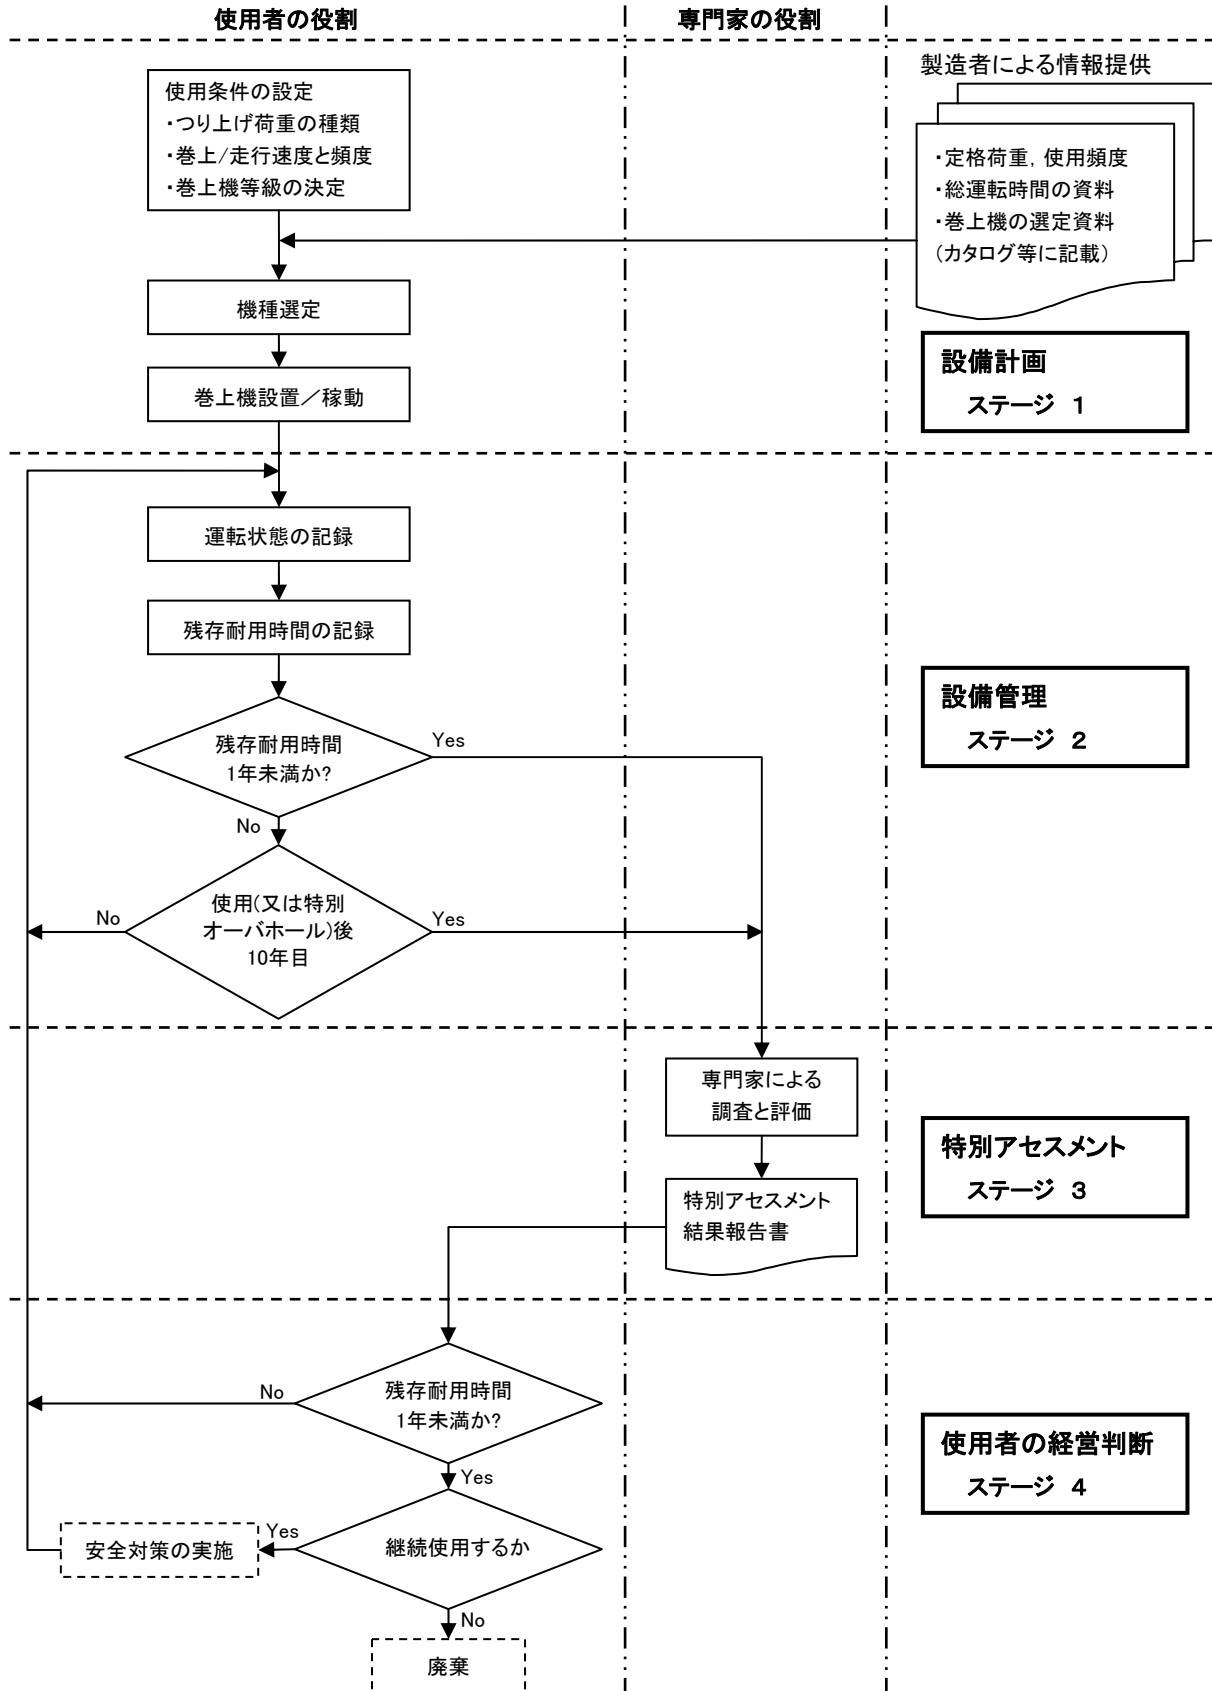 使用者の役割
専門家の役割
製造者による情報提供
使用条件の設定
・つり上げ荷重の種類
・巻上/走行速度と頻度
・巻上機等級の決定
・定格荷重, 使用頻度
・総運転時間の資料
・巻上機の選定資料
(カタログ等に記載)
機種選定
巻上機設置／稼動
設備計画
ステージ 1
運転状態の記録
残存耐用時間の記録
残存耐用時間
1年未満か?
Yes
No
使用(又は特別
オーバホール)後
10年目
No
Yes
設備管理
ステージ 2
専門家による
調査と評価
特別アセスメント
結果報告書
特別アセスメント
ステージ 3
残存耐用時間
1年未満か?
No
Yes
継続使用するか
Yes
安全対策の実施
No
廃棄
使用者の経営判断
ステージ 4